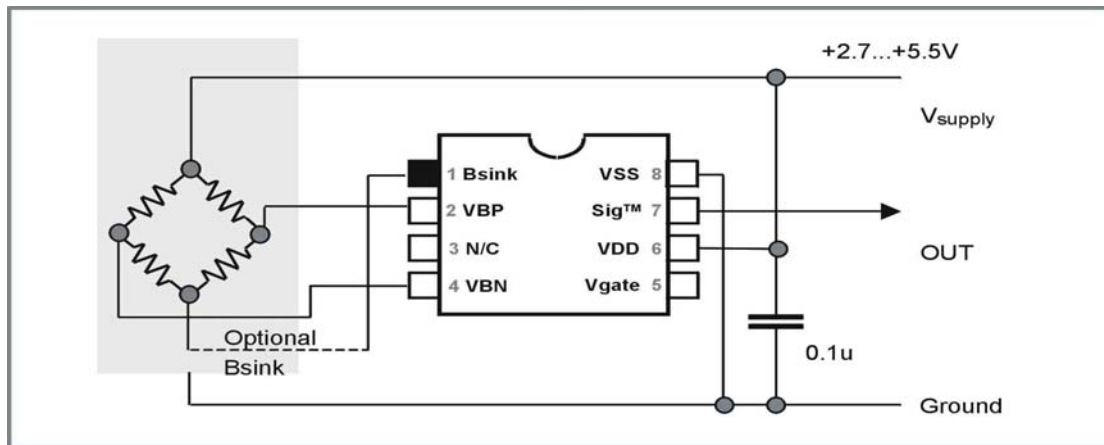 +2.7...+5.5V
Vsupply
1 Bsink VSS 8
2 VBP Sig™ 7
3 N/C VDD 6
4 VBN Vgate 5
OUT
Optional
Bsink
0.1u
Ground